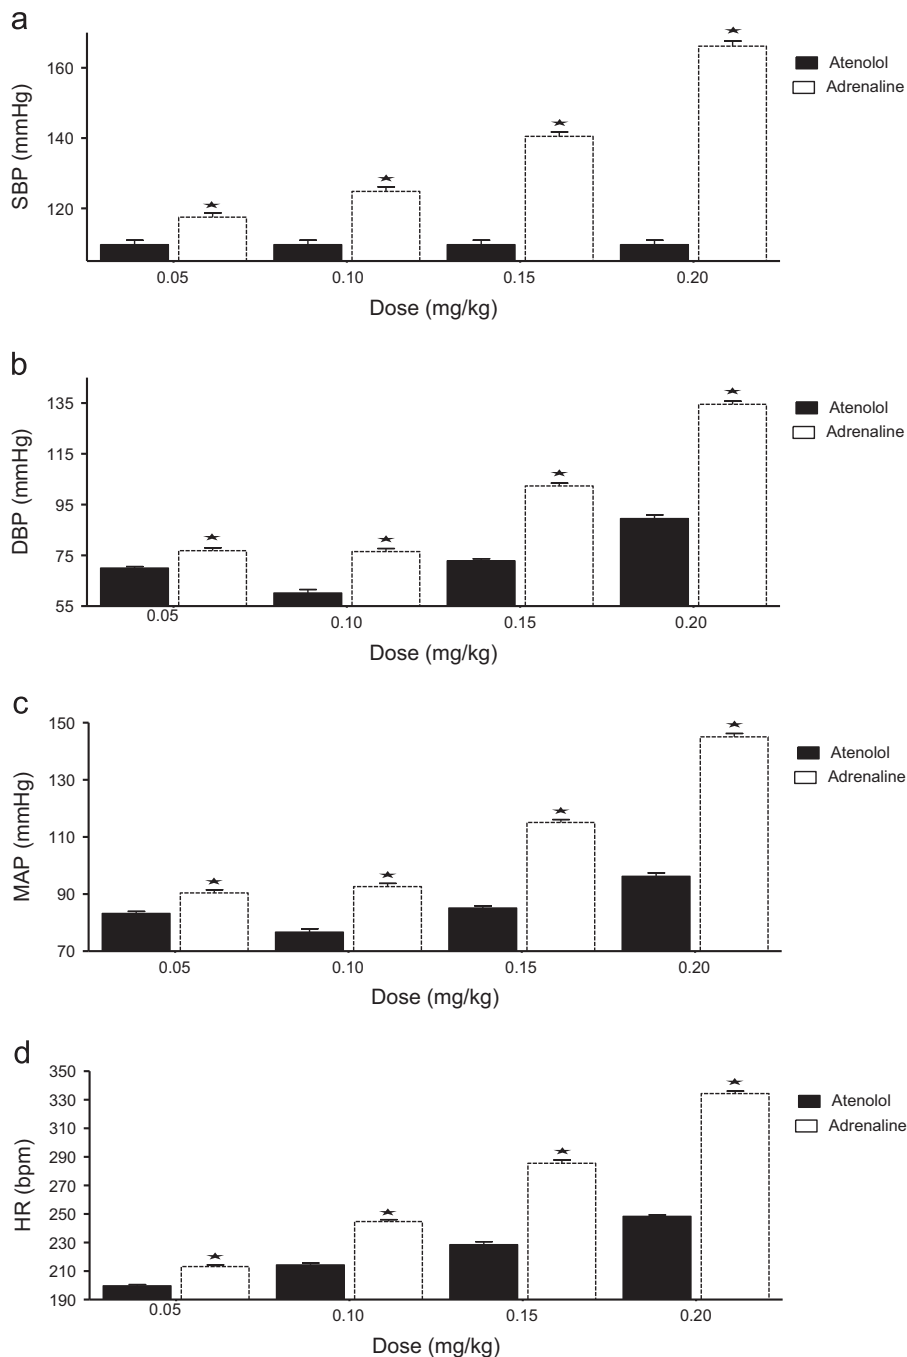 a
SBP (mmHg)
160
140
120
0.05 0.10 0.15 0.20
Dose (mg/kg)
Atenolol
Adrenaline
b
DBP (mmHg)
135
115
95
75
55
0.05 0.10 0.15 0.20
Dose (mg/kg)
Atenolol
Adrenaline
c
MAP (mmHg)
150
130
110
90
70
0.05 0.10 0.15 0.20
Dose (mg/kg)
Atenolol
Adrenaline
d
HR (bpm)
350
330
310
290
270
250
230
210
190
0.05 0.10 0.15 0.20
Dose (mg/kg)
Atenolol
Adrenaline